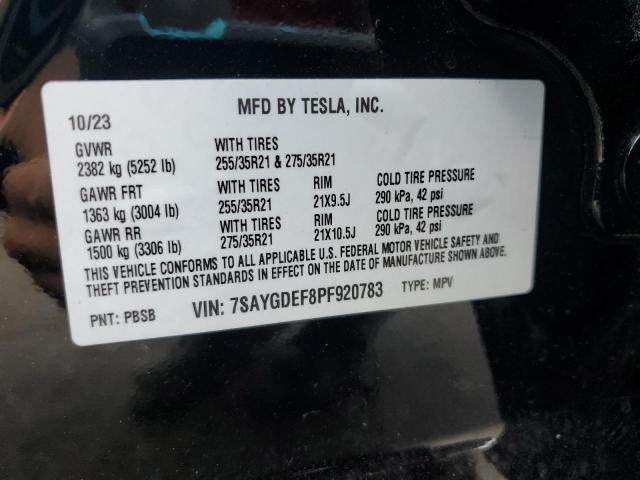 MFD BY TESLA, INC.
10/23
GVWR WITH TIRES
2382 kg (5252 lb) 255/35R21 & 275/35R21
GAWR FRT WITH TIRES RIM COLD TIRE PRESSURE
1363 kg (3004 lb) 255/35R21 21X9.5J 290 kPa, 42 psi
GAWR RR WITH TIRES RIM COLD TIRE PRESSURE
1500 kg (3306 lb) 275/35R21 21X10.5J 290 kPa, 42 psi
THIS VEHICLE CONFORMS TO ALL APPLICABLE U.S. FEDERAL MOTOR VEHICLE SAFETY AND
THEFT PREVENTION STANDARDS IN EFFECT ON THE DATE OF MANUFACTURE SHOWN ABOVE.
PNT: PBSB VIN: 7SAYGDEF8PF920783 TYPE: MPV